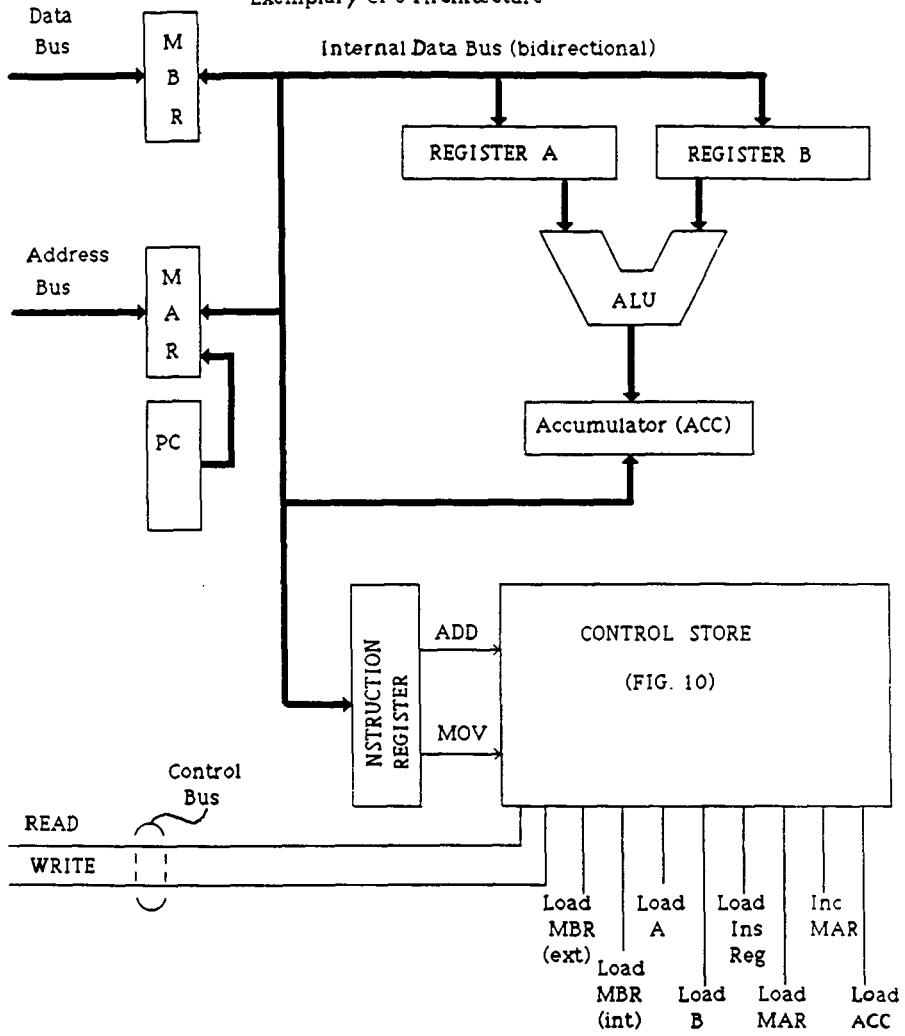 Data
Bus
M
B
R
Internal Data Bus (bidirectional)
REGISTER A
REGISTER B
Address
Bus
M
A
R
ALU
PC
Accumulator (ACC)
NSTRUCTION
REGISTER
ADD
MOV
CONTROL STORE
(FIG. 10)
Control
Bus
READ
WRITE
Load
MBR
(ext)
Load
MBR
(int)
Load
A
Load
B
Load
Ins
Reg
Load
MAR
Inc
MAR
Load
ACC